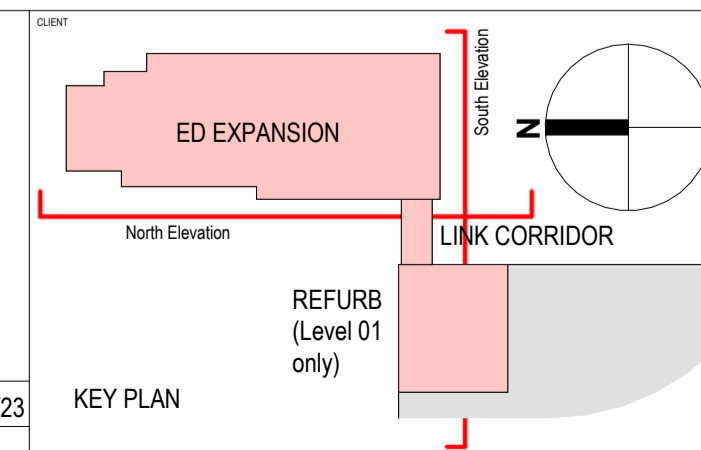 CLIENT
South Elevation
ED EXPANSION
N
North Elevation
LINK CORRIDOR
REFURB
(Level 01
only)
KEY PLAN
23